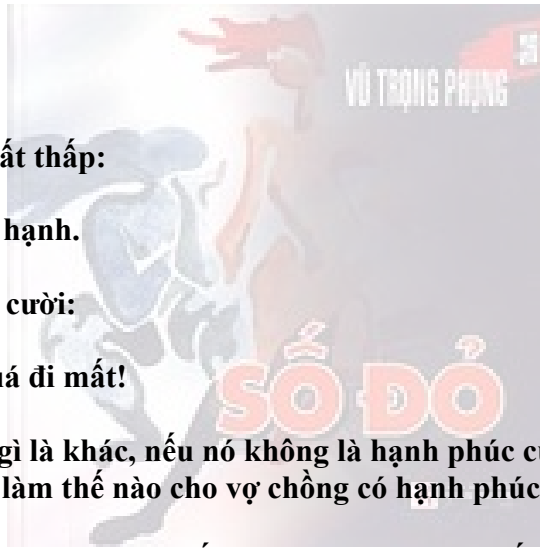 VŨ TRỌNG PHỤNG
ất thấp:
hạnh.
cười:
uá đi mất!
SỐ ĐỎ
gì là khác, nếu nó không là hạnh phúc cu
làm thế nào cho vợ chồng có hạnh phúc